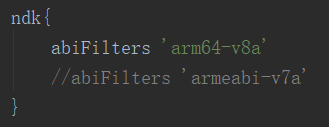 ndk{
abiFilters 'arm64-v8a'
//abiFilters 'armeabi-v7a'
}